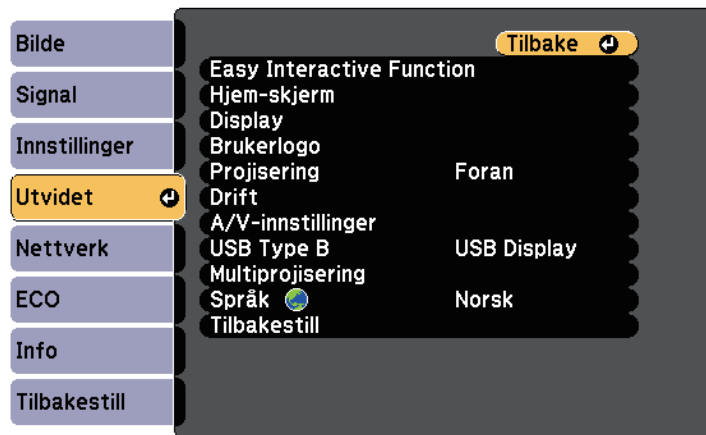 Bilde
Signal
Innstillinger
Utvidet
Nettverk
ECO
Info
Tilbakestill
Tilbake
Easy Interactive Function
Hjem-skjerm
Display
Brukerlogo
Projisering Foran
Drift
A/V-innstillinger
USB Type B USB Display
Multiprojisering
Språk Norsk
Tilbakestill